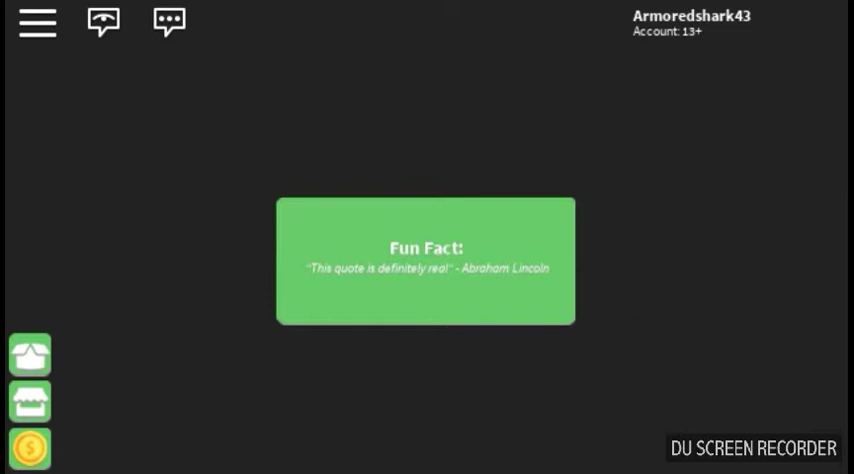 Armoredshark43
Account: 13+
Fun Fact:
"This quote is definitely real" - Abraham Lincoln
$
DU SCREEN RECORDER